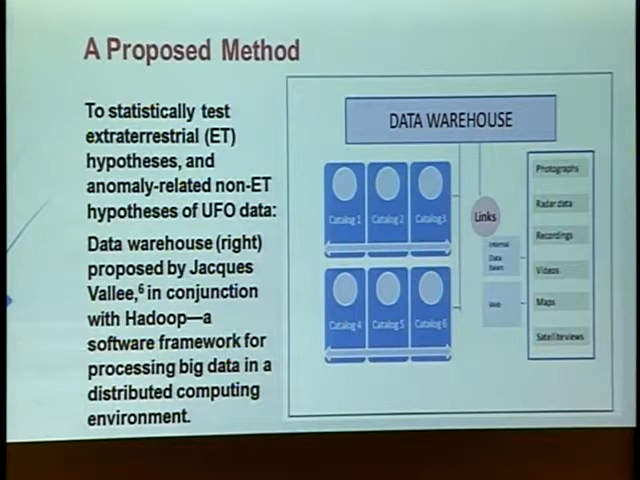 A Proposed Method
To statistically test
extraterrestrial (ET)
hypotheses, and
anomaly-related non-ET
hypotheses of UFO data:
Data warehouse (right)
proposed by Jacques
Vallee,⁶ in conjunction
with Hadoop—a
software framework for
processing big data in a
distributed computing
environment.
DATA WAREHOUSE
Catalog 1
Catalog 2
Catalog 3
Catalog 4
Catalog 5
Catalog 6
Links
Internal
Data
bases
Web
Photographs
Radar data
Recordings
Videos
Maps
Satellite views